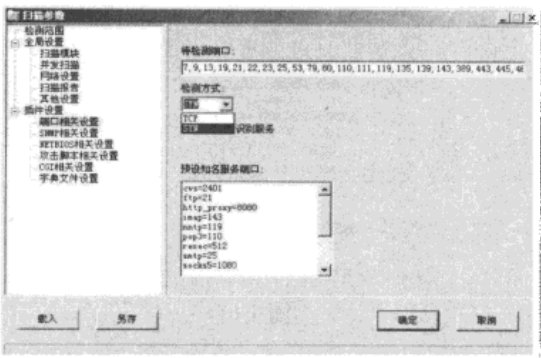 扫描参数
检测范围
全局设置
扫描模块
并发扫描
网络设置
扫描报告
其他设置
插件设置
端口相关设置
SNMP相关设置
NETBIOS相关设置
攻击脚本相关设置
CGI相关设置
字典文件设置
待检测端口:
7,9,13,19,21,22,23,25,53,79,80,110,111,119,135,139,143,389,443,445,46
检测方式:
SYN
TCP
SYN
识别服务
预设知名服务端口:
cvs=2401
ftp=21
http_proxy=8080
imap=143
nntp=119
pop3=110
rexec=512
smtp=25
socks5=1080
载入
另存
确定
取消